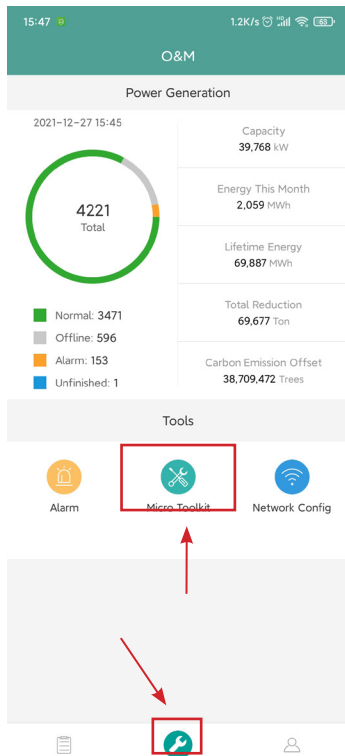 15:47
1.2K/s HD 63
O&M
Power Generation
2021-12-27 15:45
4221
Total
Normal: 3471
Offline: 596
Alarm: 153
Unfinished: 1
Capacity
39,768 kW
Energy This Month
2,059 MWh
Lifetime Energy
69,887 MWh
Total Reduction
69,677 Ton
Carbon Emission Offset
38,709,472 Trees
Tools
Alarm
Micro Toolkit
Network Config